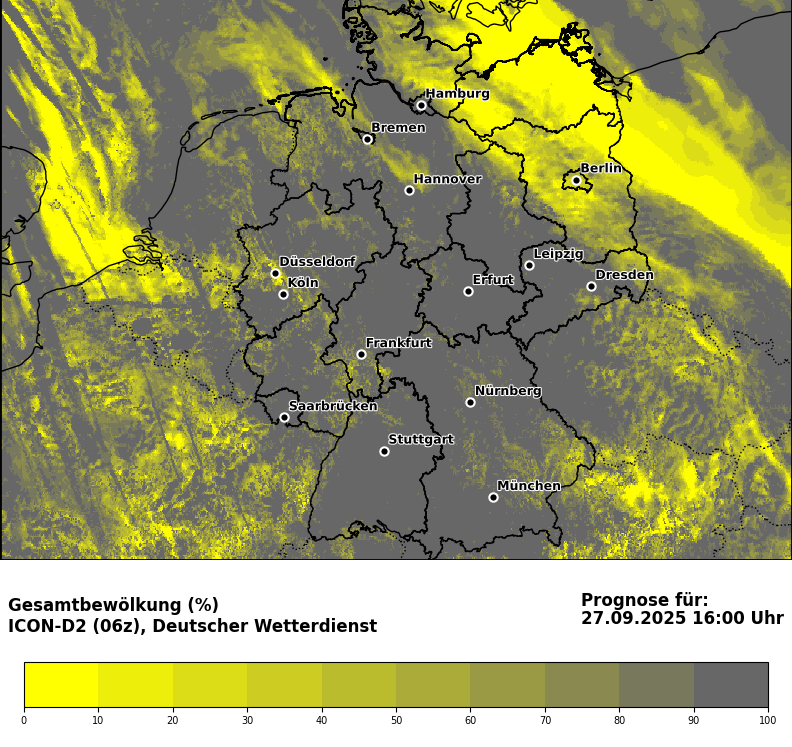 Hamburg
Bremen
Berlin
Hannover
Leipzig
Düsseldorf
Dresden
Köln
Erfurt
Frankfurt
Nürnberg
Saarbrücken
Stuttgart
München
Gesamtbewölkung (%)
ICON-D2 (06z), Deutscher Wetterdienst
Prognose für:
27.09.2025 16:00 Uhr
0 10 20 30 40 50 60 70 80 90 100